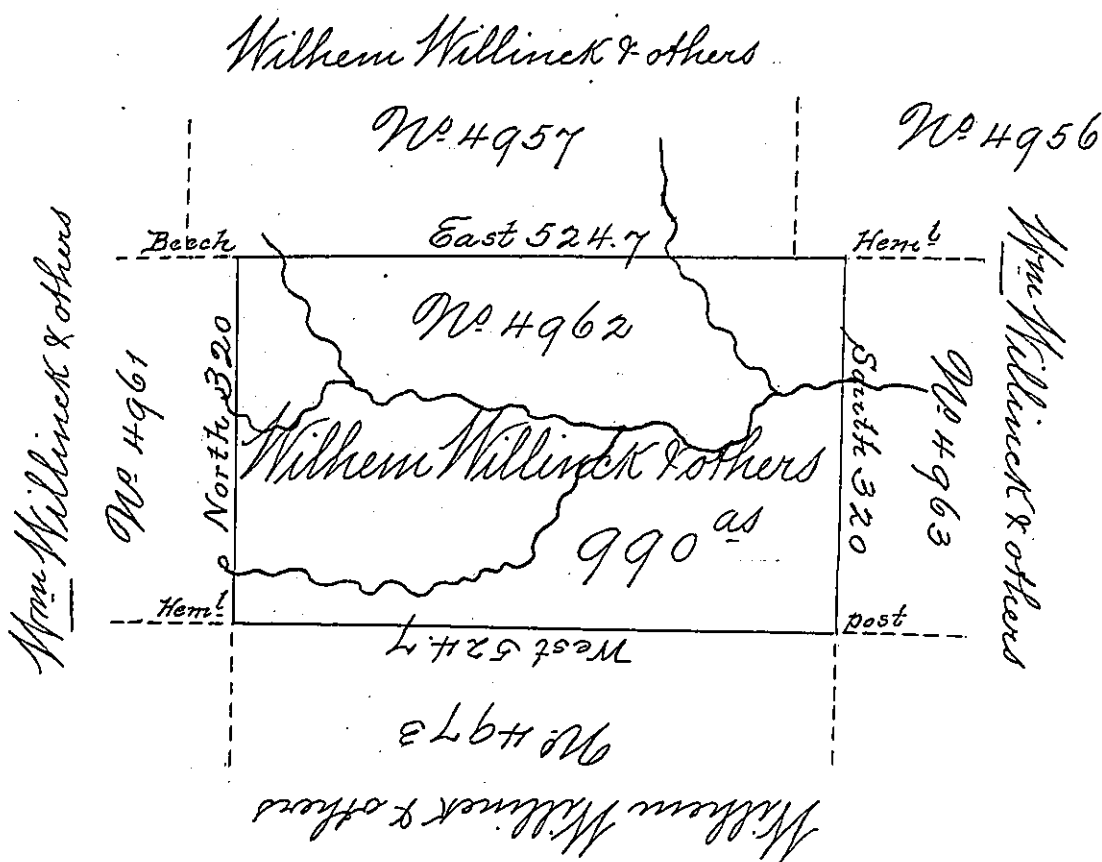 Wilhem Willinck & others
No. 4957
No. 4956
Beech
East 524.7
Heml
Wm Willinck & others
No. 4961
North 320
No. 4962
Wilhem Willinck & others
990 as
South 320
No. 4963
Wm Willinck & others
Heml
West 524.7
post
No. 4973
Wilhem Willinck & others